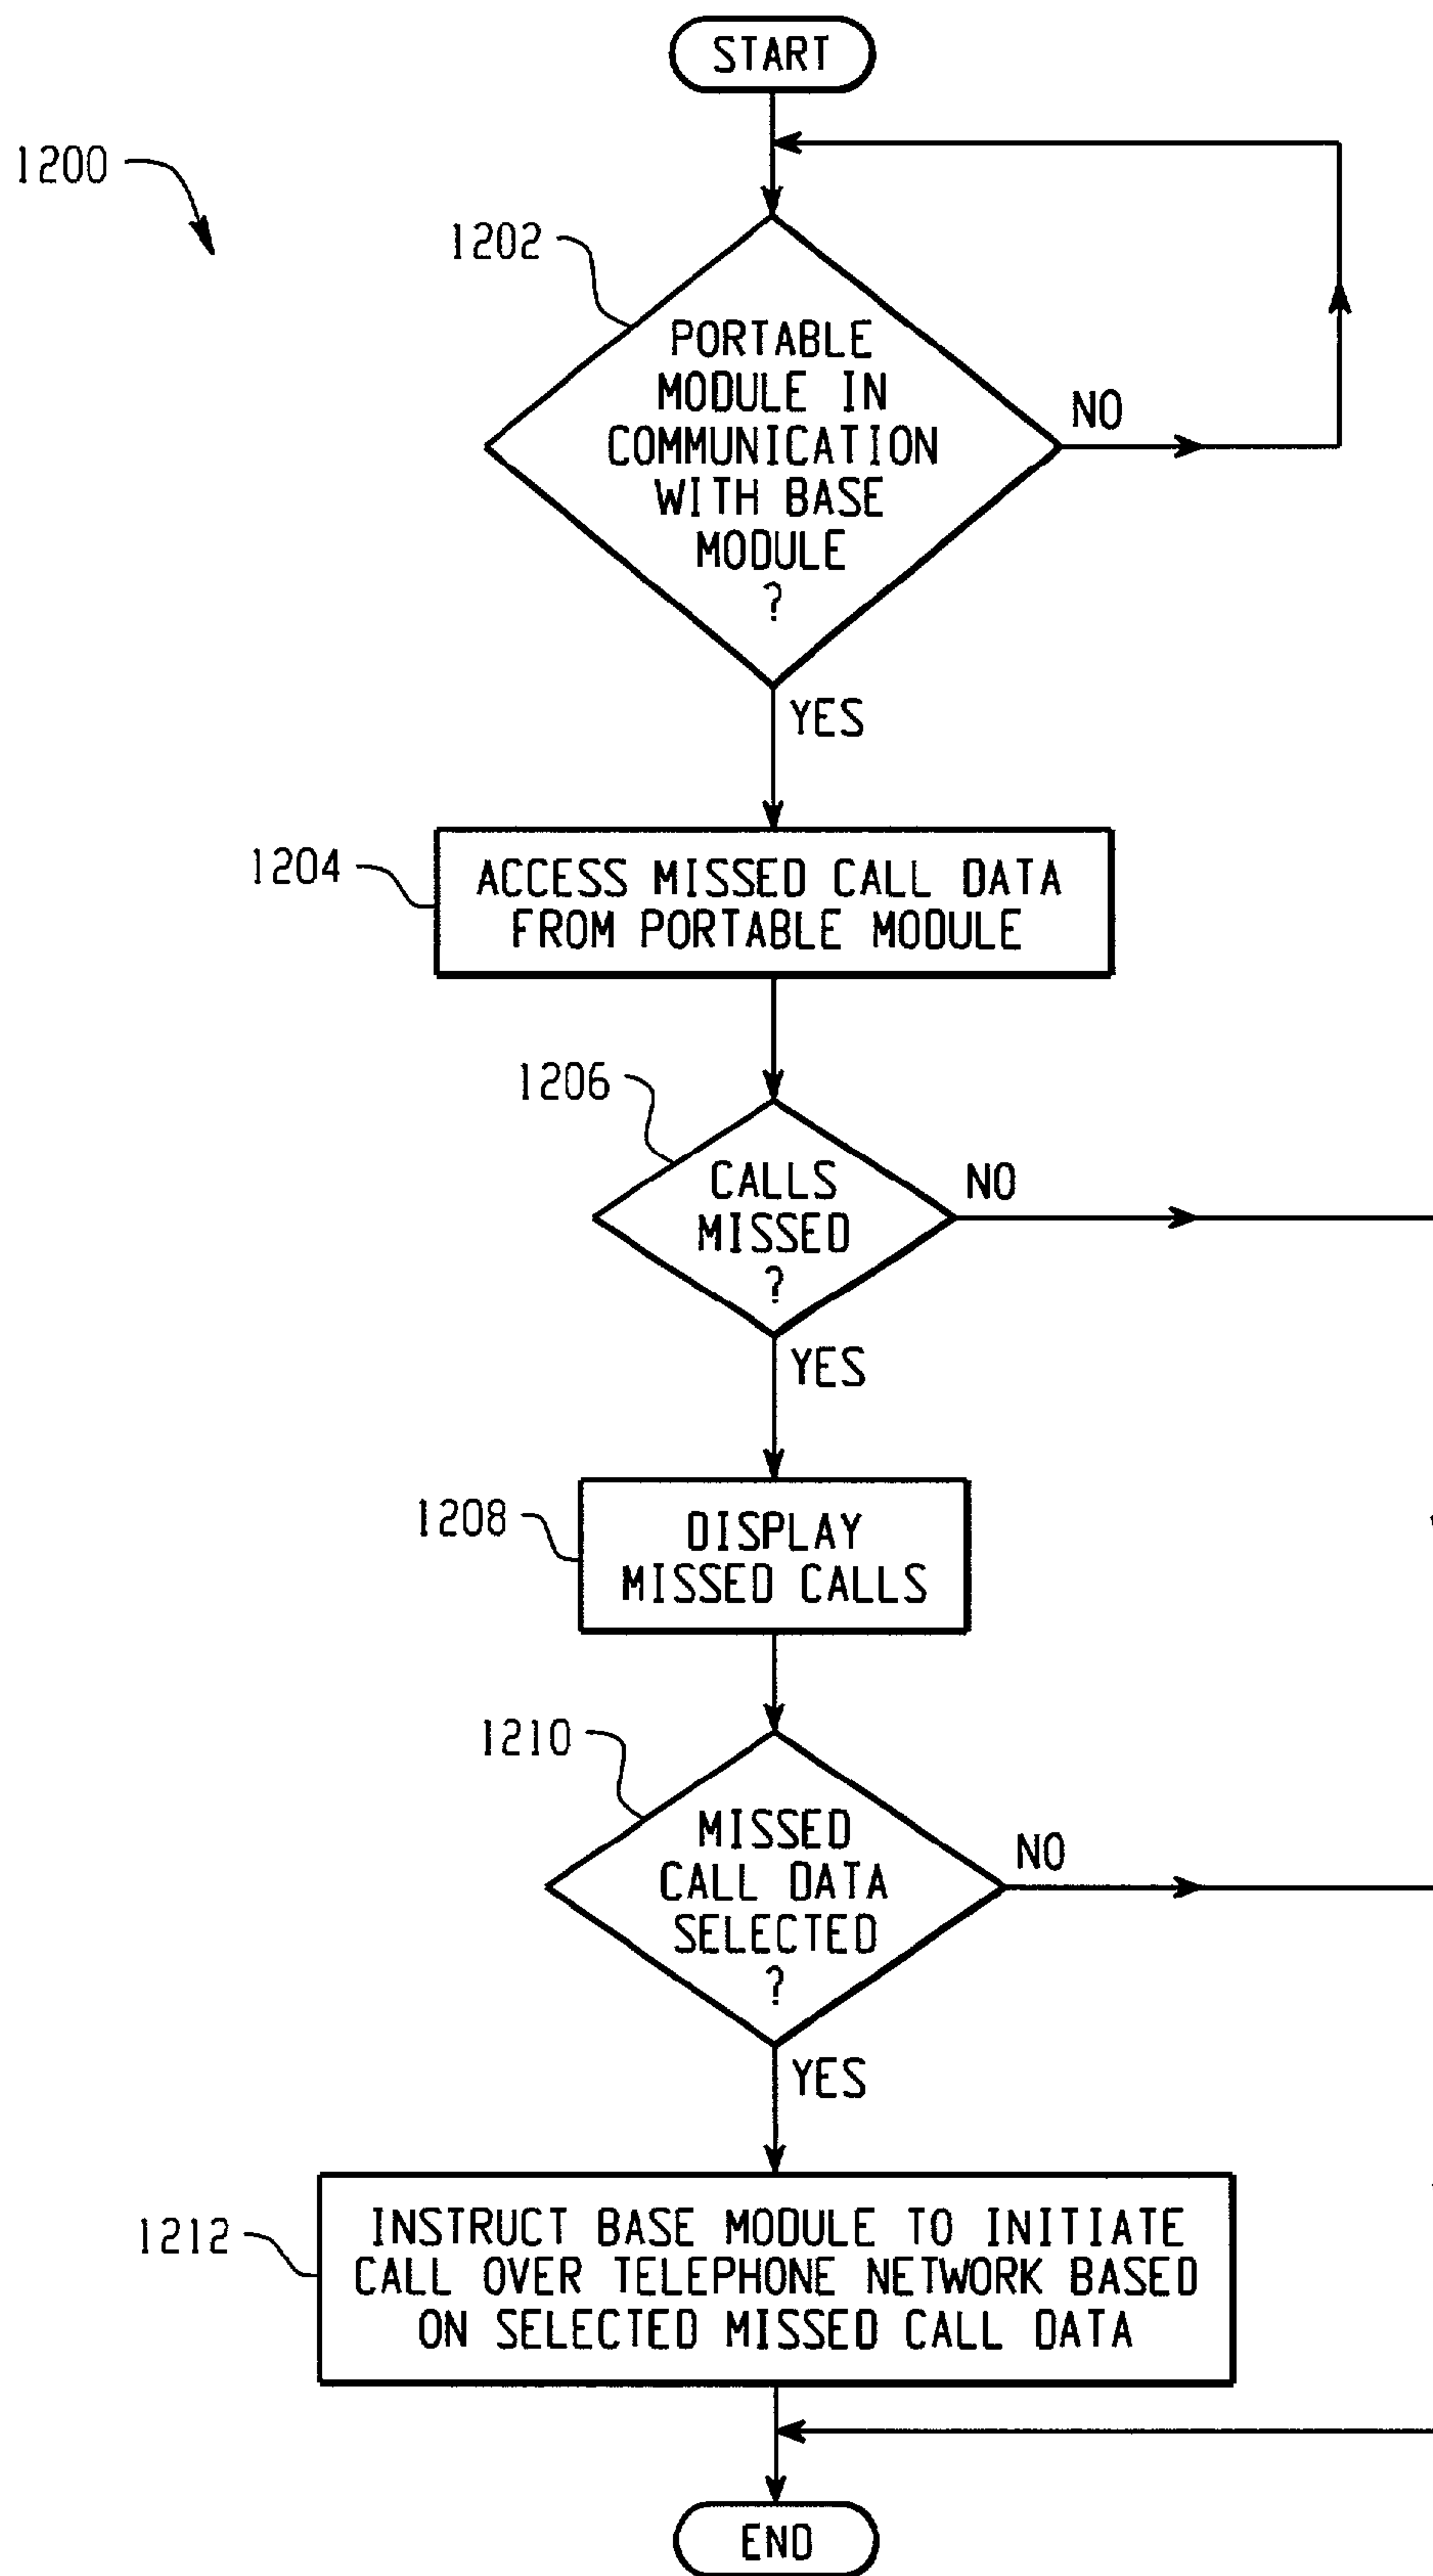 START
1200
1202
PORTABLE
MODULE IN
COMMUNICATION
WITH BASE
MODULE
?
NO
YES
1204
ACCESS MISSED CALL DATA
FROM PORTABLE MODULE
1206
CALLS
MISSED
?
NO
YES
1208
DISPLAY
MISSED CALLS
1210
MISSED
CALL DATA
SELECTED
?
NO
YES
1212
INSTRUCT BASE MODULE TO INITIATE
CALL OVER TELEPHONE NETWORK BASED
ON SELECTED MISSED CALL DATA
END